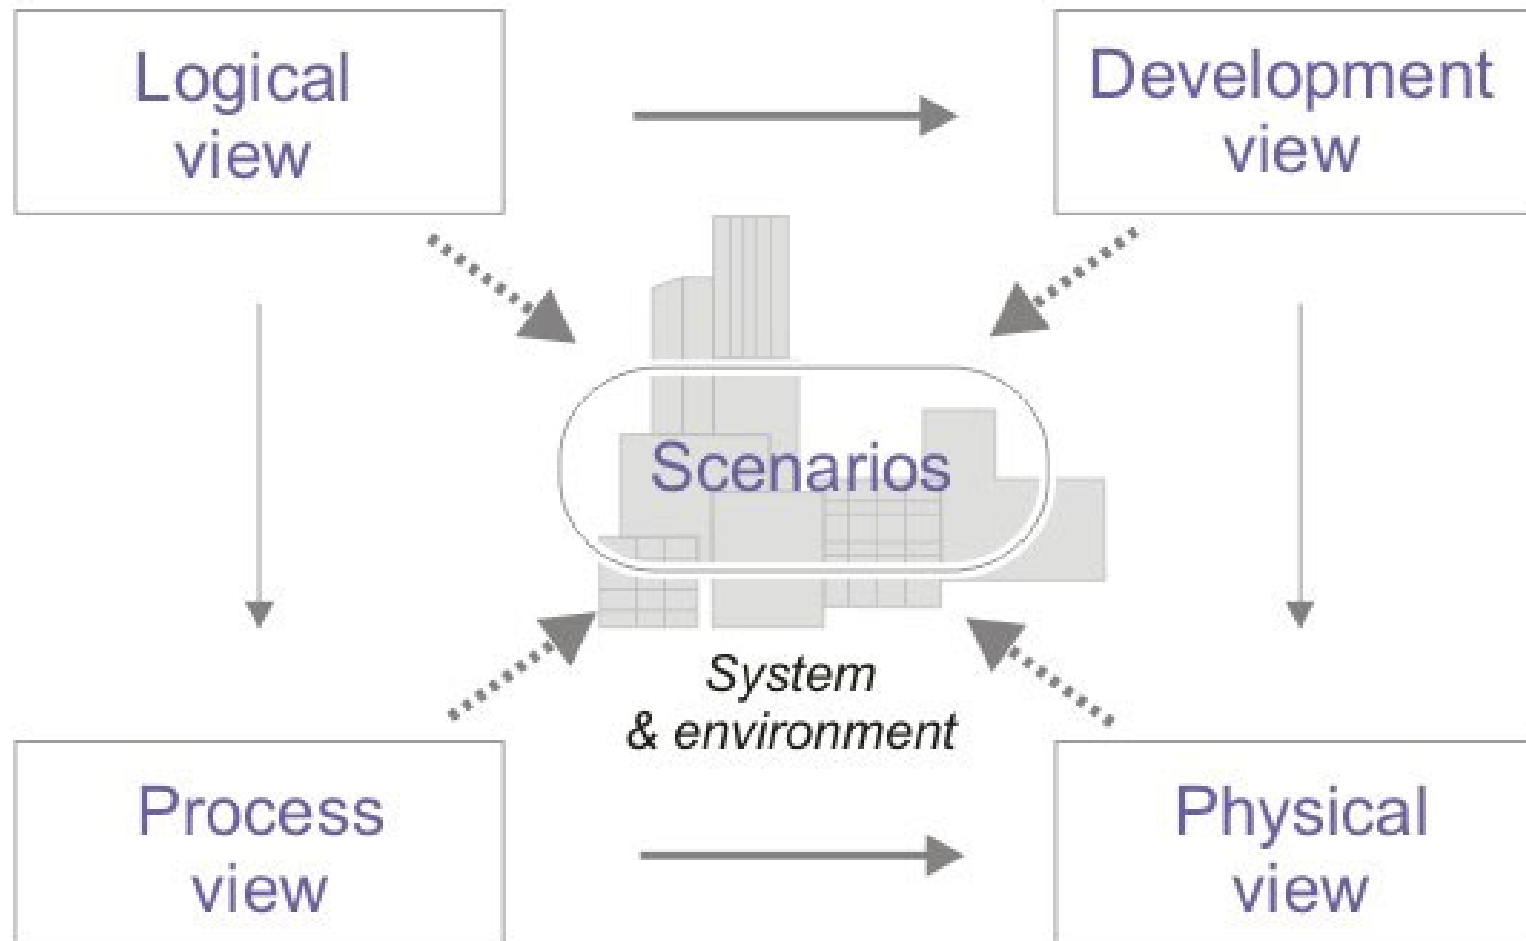 Logical
view
Development
view
Scenarios
System
& environment
Process
view
Physical
view